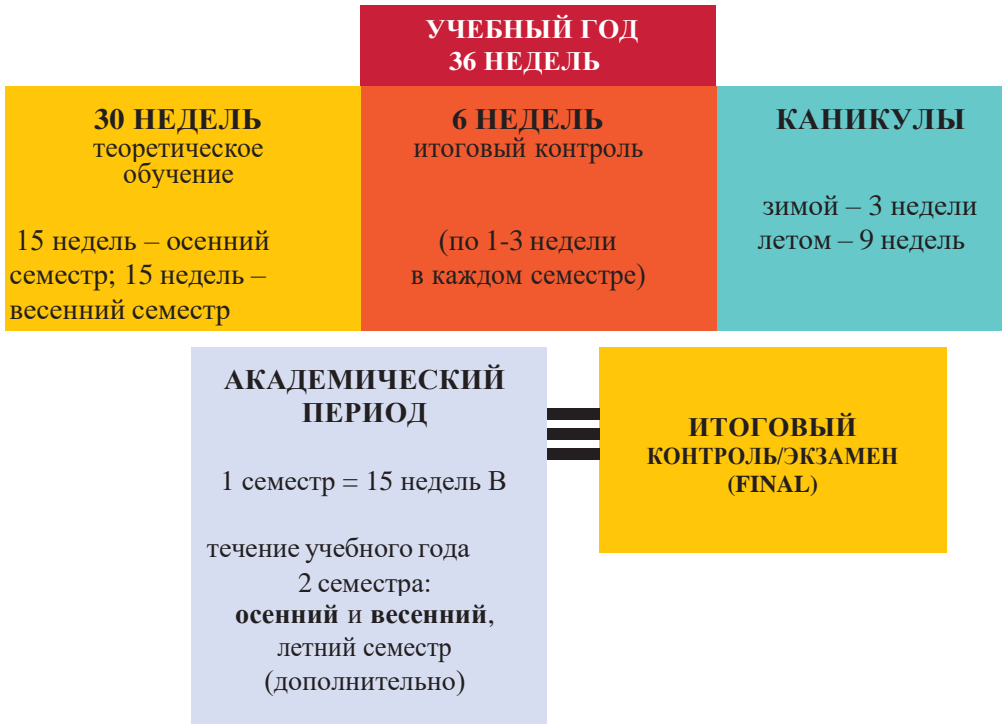 УЧЕБНЫЙ ГОД
36 НЕДЕЛЬ
30 НЕДЕЛЬ
теоретическое
обучение
15 недель – осенний
семестр; 15 недель –
весенний семестр
6 НЕДЕЛЬ
итоговый контроль
(по 1-3 недели
в каждом семестре)
КАНИКУЛЫ
зимой – 3 недели
летом – 9 недель
АКАДЕМИЧЕСКИЙ
ПЕРИОД
1 семестр = 15 недель В
течение учебного года
2 семестра:
осенний и весенний,
летний семестр
(дополнительно)
ИТОГОВЫЙ
КОНТРОЛЬ/ЭКЗАМЕН
(FINAL)